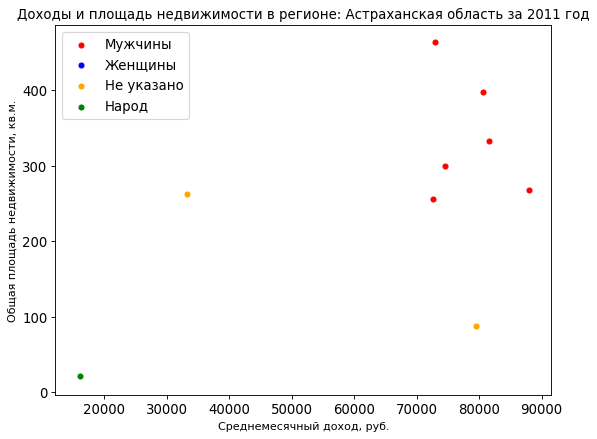 Доходы и площадь недвижимости в регионе: Астраханская область за 2011 год
Мужчины
Женщины
Не указано
Народ
Общая площадь недвижимости, кв.м.
400
300
200
100
0
20000 30000 40000 50000 60000 70000 80000 90000
Среднемесячный доход, руб.